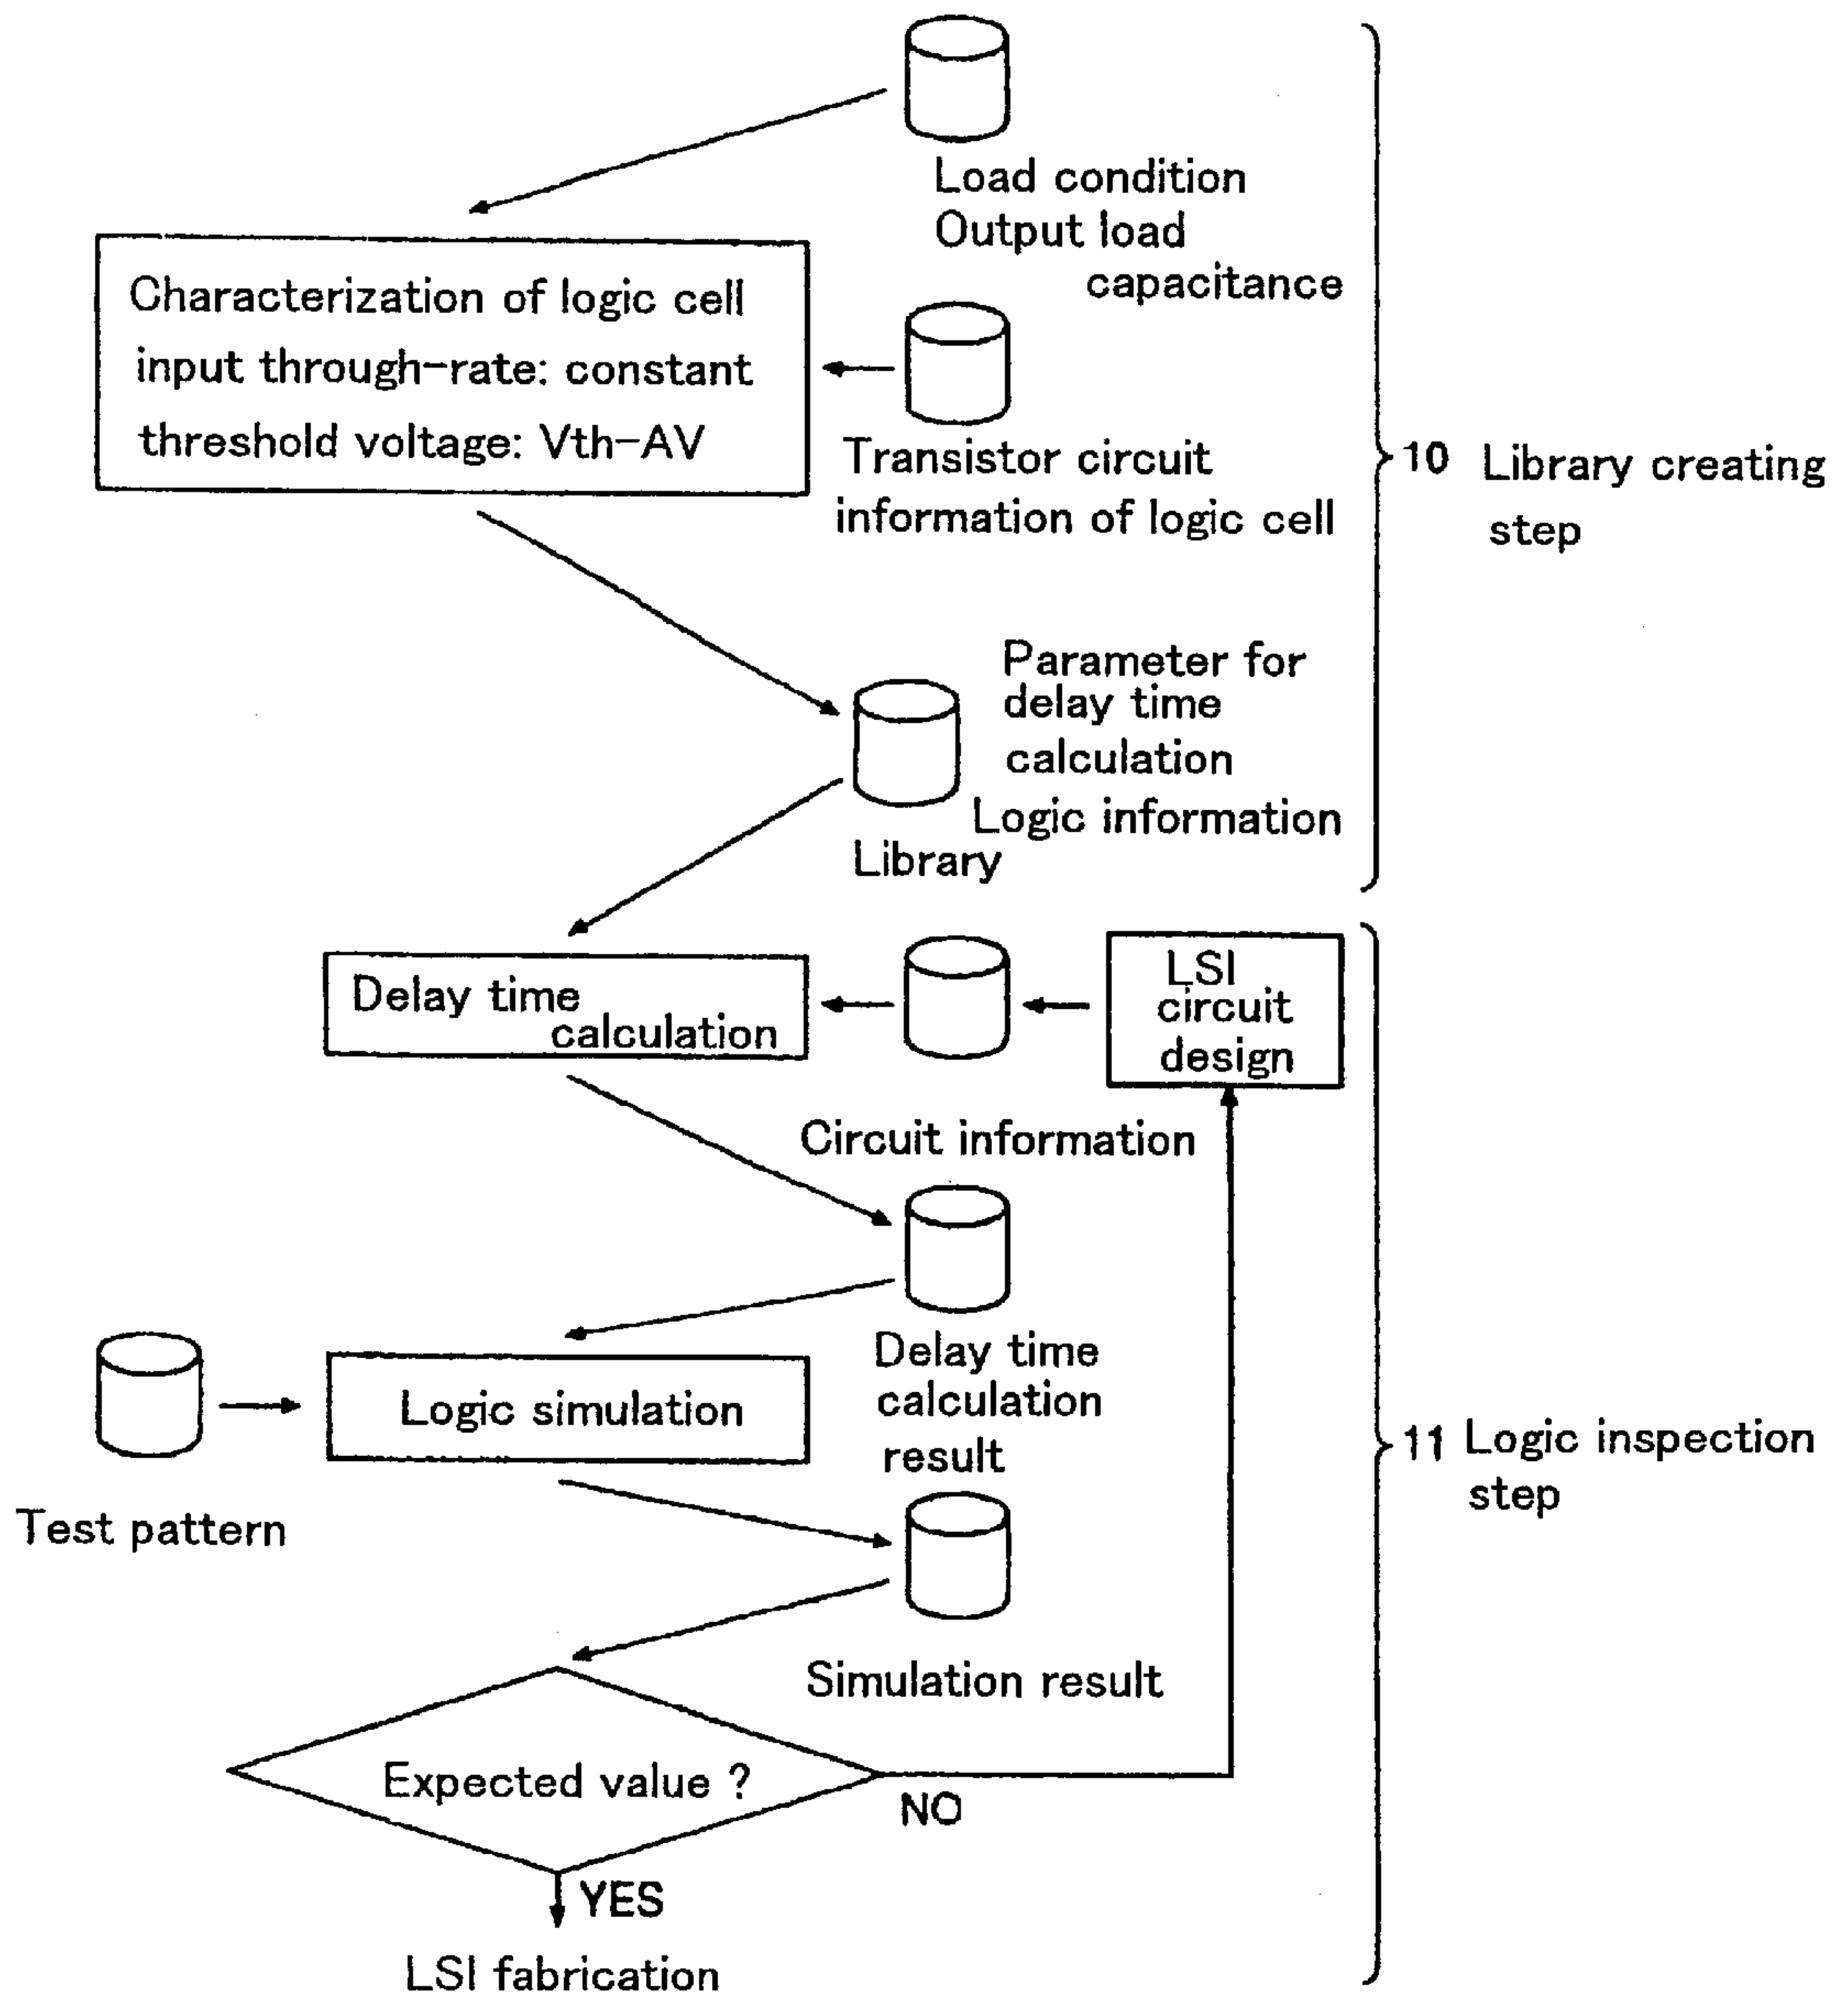 Load condition
Output load
capacitance
Characterization of logic cell
input through-rate: constant
threshold voltage: Vth-AV
Transistor circuit
information of logic cell
10 Library creating
step
Parameter for
delay time
calculation
Logic information
Library
Delay time
calculation
LSI
circuit
design
Circuit information
Delay time
calculation
result
Logic simulation
Test pattern
11 Logic inspection
step
Simulation result
Expected value ?
NO
YES
LSI fabrication